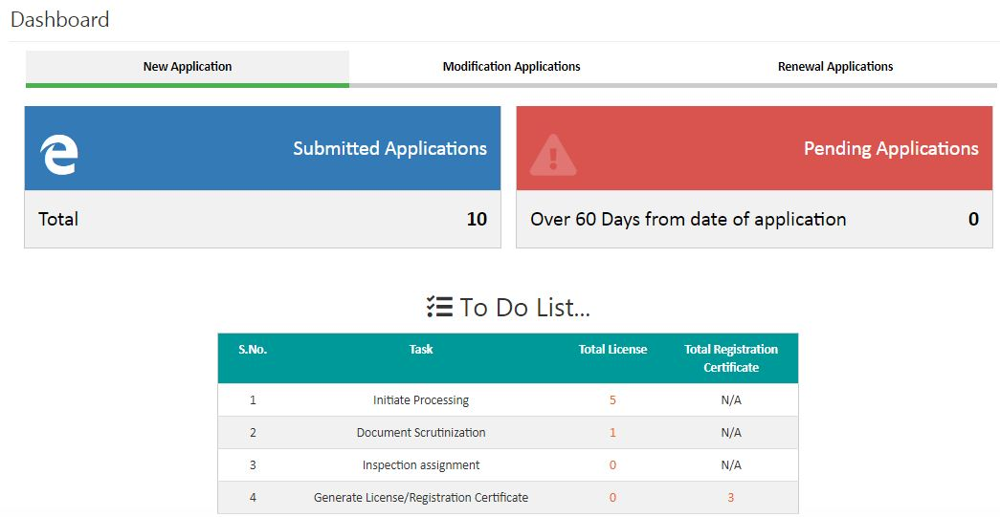 Dashboard
New Application Modification Applications Renewal Applications
Submitted Applications Pending Applications
Total 10 Over 60 Days from date of application 0
To Do List...
S.No. Task Total License Total Registration
Certificate
1 Initiate Processing 5 N/A
2 Document Scrutinization 1 N/A
3 Inspection assignment 0 N/A
4 Generate License/Registration Certificate 0 3